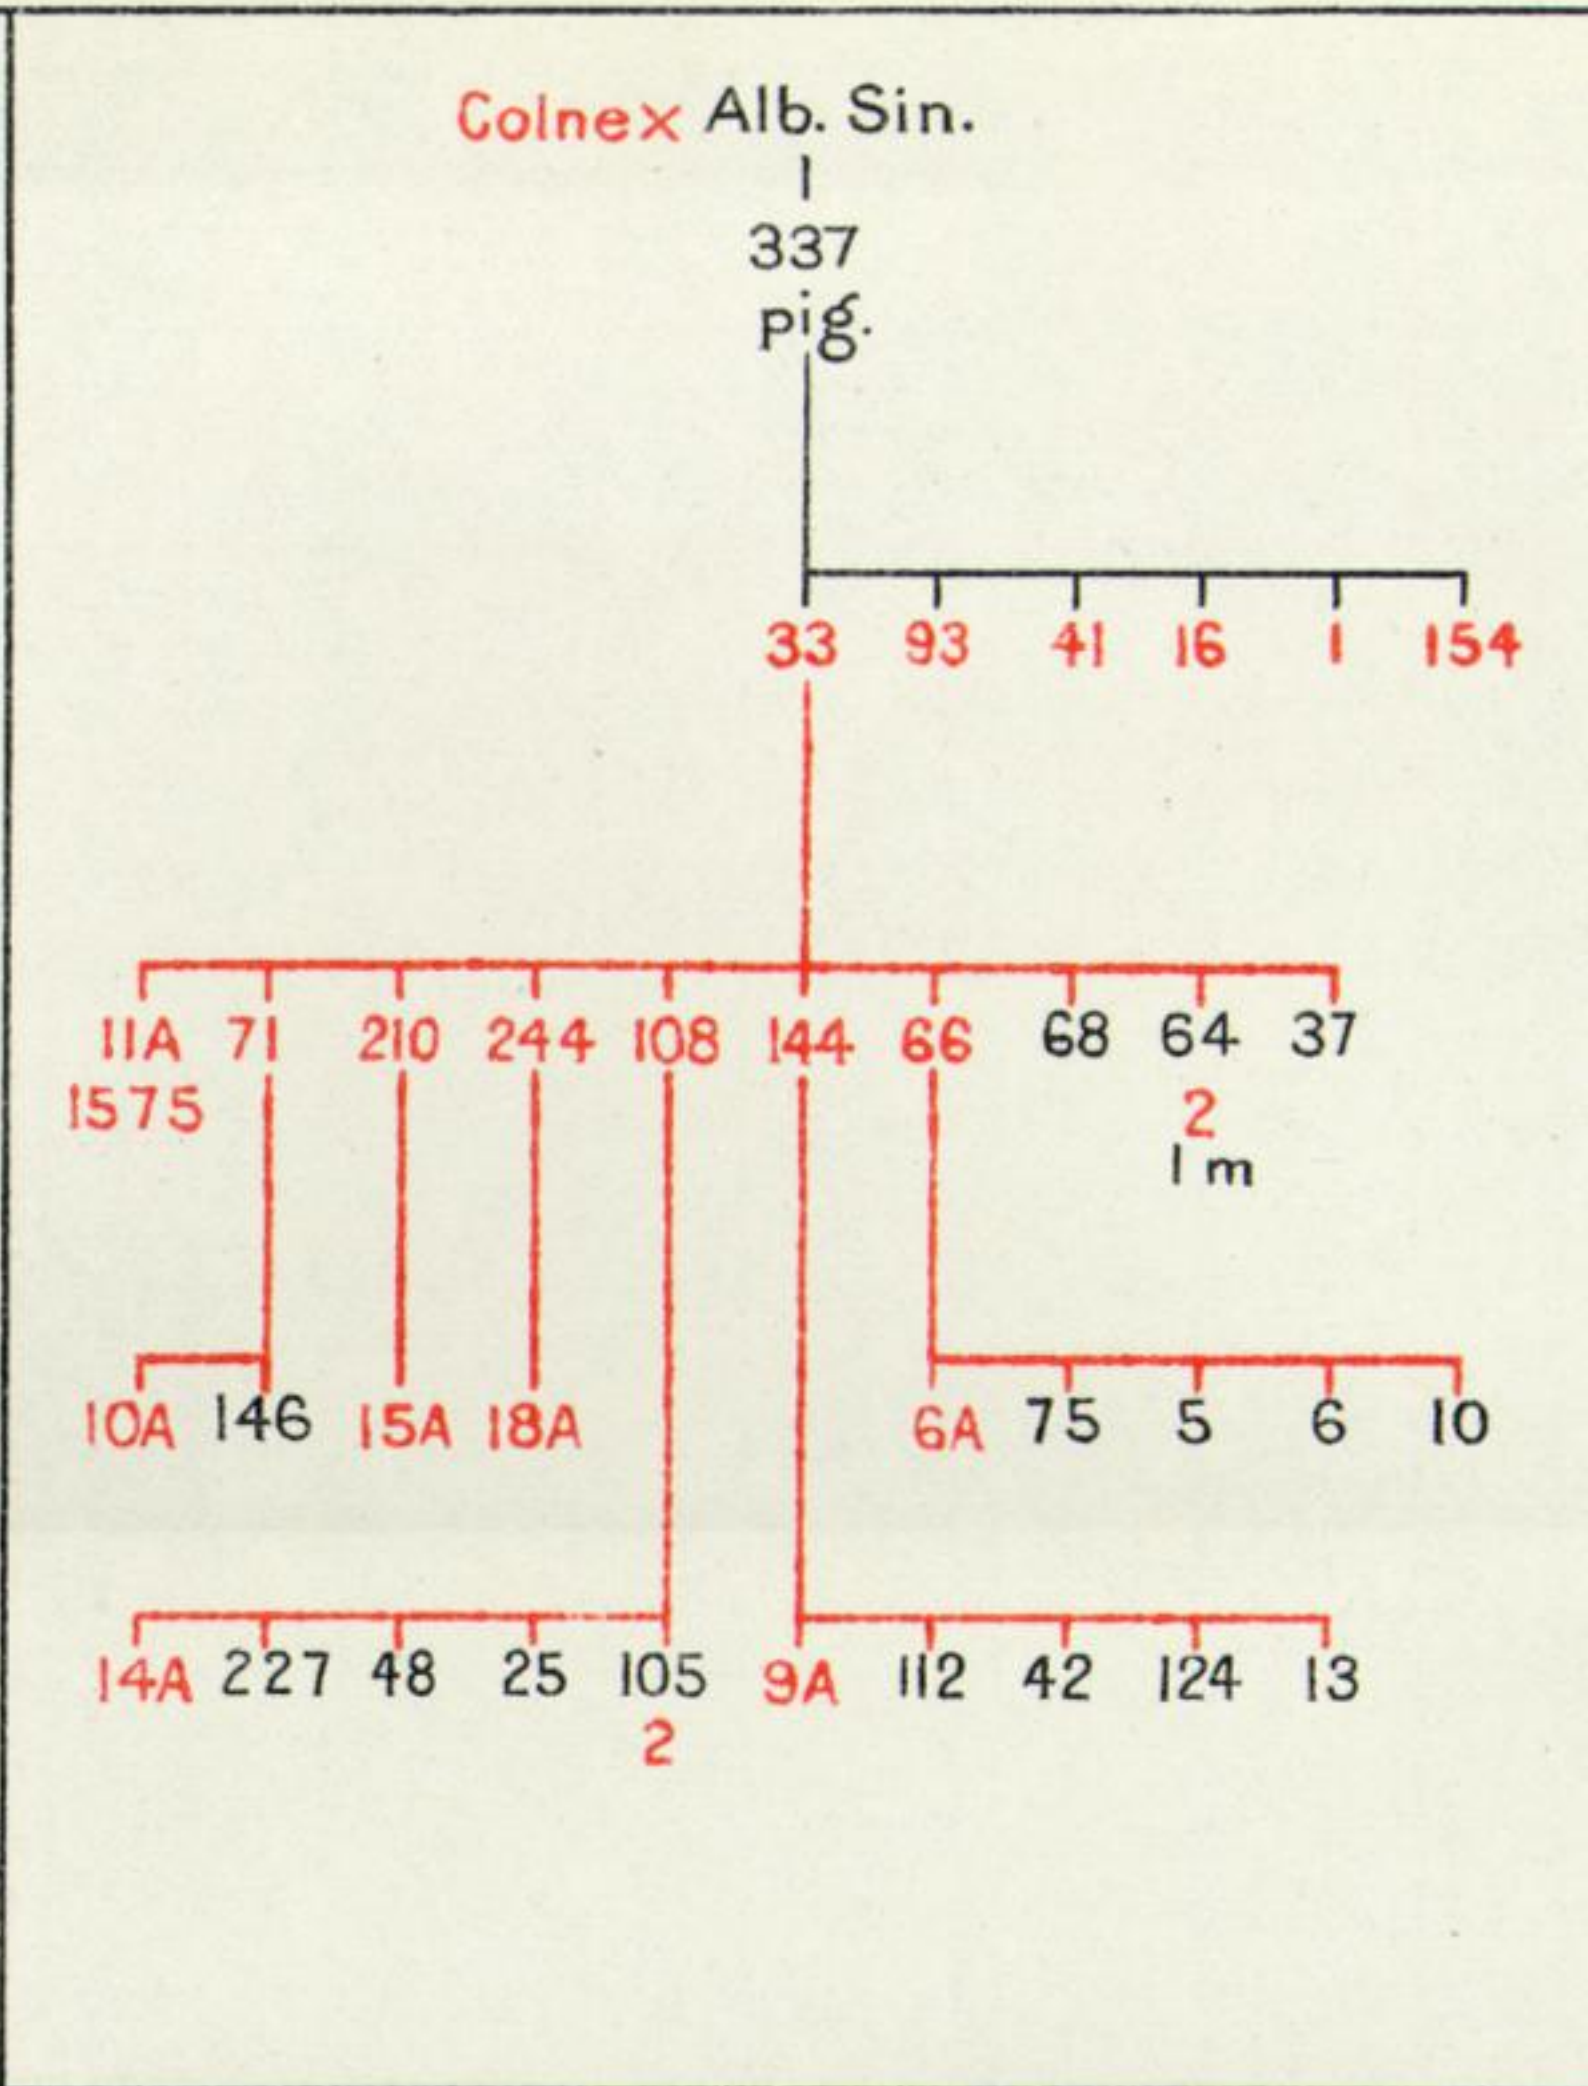 Colne x Alb. Sin.
337
pig.
33 93 41 16 1 154
11A 71 210 244 108 144 66 68 64 37
1575 2
1 m
10A 146 15A 18A 6A 75 5 6 10
14A 227 48 25 105 9A 112 42 124 13
2